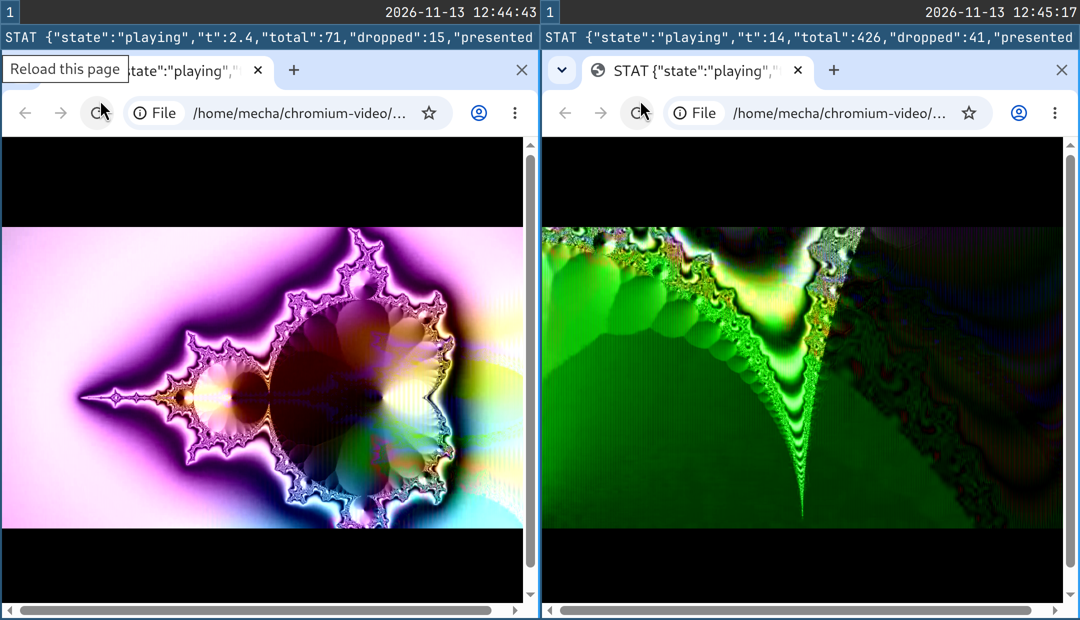 1
2026-11-13 12:44:43
STAT {"state":"playing","t":2.4,"total":71,"dropped":15,"presented
Reload this page
state":"playing","
File
/home/mecha/chromium-video/...
1
2026-11-13 12:45:17
STAT {"state":"playing","t":14,"total":426,"dropped":41,"presented
STAT {"state":"playing","
File
/home/mecha/chromium-video/...